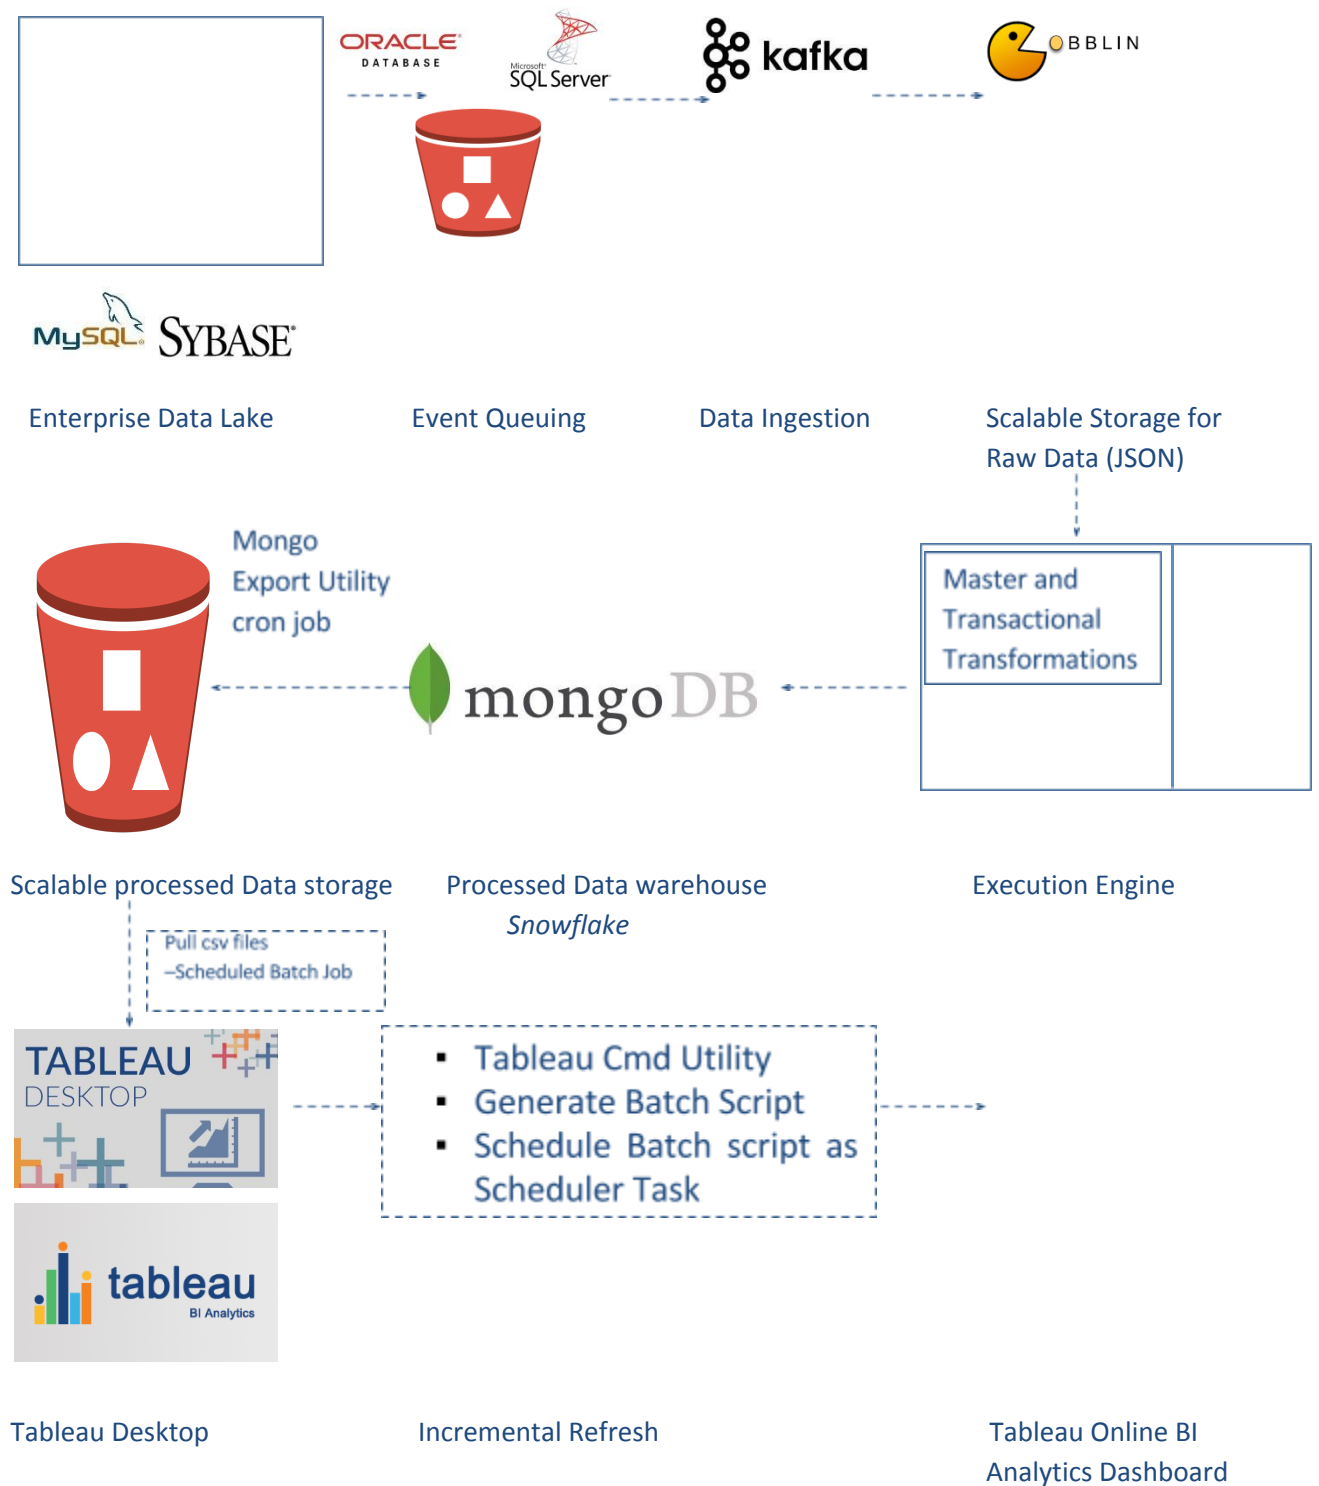 ORACLE®
DATABASE
Microsoft®
SQL Server®
kafka
OBBLIN
MySQL®
SYBASE®
Enterprise Data Lake
Event Queuing
Data Ingestion
Scalable Storage for
Raw Data (JSON)
Mongo
Export Utility
cron job
mongoDB
Master and
Transactional
Transformations
Scalable processed Data storage
Processed Data warehouse
Snowflake
Execution Engine
Pull csv files
–Scheduled Batch Job
TABLEAU
DESKTOP
▪ Tableau Cmd Utility
▪ Generate Batch Script
▪ Schedule Batch script as
Scheduler Task
tableau
BI Analytics
Tableau Desktop
Incremental Refresh
Tableau Online BI
Analytics Dashboard